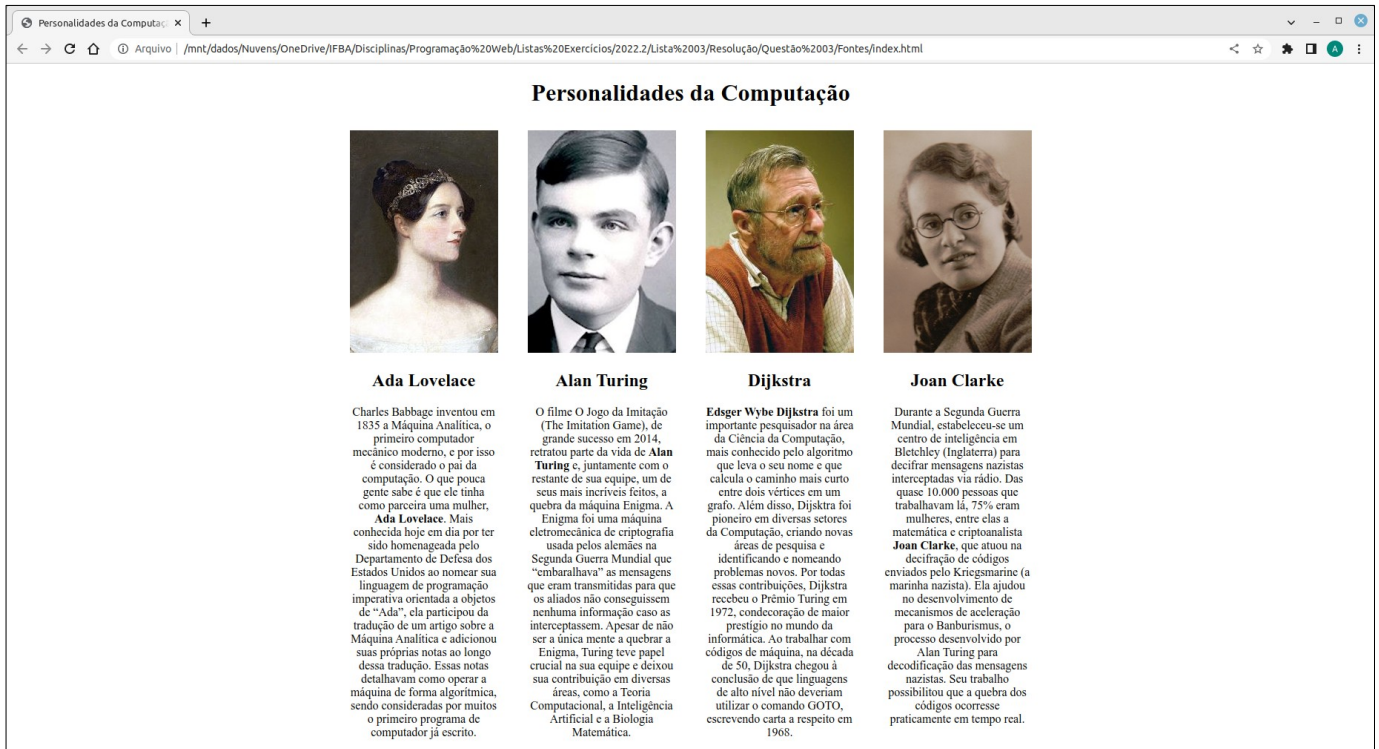 Personalidades da Computaç
Arquivo
/mnt/dados/Nuvens/OneDrive/IFBA/Disciplinas/Programação%20Web/Listas%20Exercícios/2022.2/Lista%2003/Resolução/Questão%2003/Fontes/index.html
A
Personalidades da Computação
Ada Lovelace
Charles Babbage inventou em
1835 a Máquina Analítica, o
primeiro computador
mecânico moderno, e por isso
é considerado o pai da
computação. O que pouca
gente sabe é que ele tinha
como parceira uma mulher,
Ada Lovelace. Mais
conhecida hoje em dia por ter
sido homenageada pelo
Departamento de Defesa dos
Estados Unidos ao nomear sua
linguagem de programação
imperativa orientada a objetos
de “Ada”, ela participou da
tradução de um artigo sobre a
Máquina Analítica e adicionou
suas próprias notas ao longo
dessa tradução. Essas notas
detalhavam como operar a
máquina de forma algorítmica,
sendo consideradas por muitos
o primeiro programa de
computador já escrito.
Alan Turing
O filme O Jogo da Imitação
(The Imitation Game), de
grande sucesso em 2014,
retratou parte da vida de Alan
Turing e, juntamente com o
restante de sua equipe, um de
seus mais incríveis feitos, a
quebra da máquina Enigma. A
Enigma foi uma máquina
eletromecânica de criptografia
usada pelos alemães na
Segunda Guerra Mundial que
“embaralhava” as mensagens
que eram transmitidas para que
os aliados não conseguissem
nenhuma informação caso as
interceptassem. Apesar de não
ser a única mente a quebrar a
Enigma, Turing teve papel
crucial na sua equipe e deixou
sua contribuição em diversas
áreas, como a Teoria
Computacional, a Inteligência
Artificial e a Biologia
Matemática.
Dijkstra
Edsger Wybe Dijkstra foi um
importante pesquisador na área
da Ciência da Computação,
mais conhecido pelo algoritmo
que leva o seu nome e que
calcula o caminho mais curto
entre dois vértices em um
grafo. Além disso, Dijkstra foi
pioneiro em diversas setores
da Computação, criando novas
áreas de pesquisa e
identificando e nomeando
problemas novos. Por todas
essas contribuições, Dijkstra
recebeu o Prêmio Turing em
1972, condecoração de maior
prestígio no mundo da
informática. Ao trabalhar com
códigos de máquina, na década
de 50, Dijkstra chegou à
conclusão de que linguagens
de alto nível não deveriam
utilizar o comando GOTO,
escrevendo carta a respeito em
1968.
Joan Clarke
Durante a Segunda Guerra
Mundial, estabeleceu-se um
centro de inteligência em
Bletchley (Inglaterra) para
decifrar mensagens nazistas
interceptadas via rádio. Das
quase 10.000 pessoas que
trabalhavam lá, 75% eram
mulheres, entre elas a
matemática e criptoanalista
Joan Clarke, que atuou na
decifração de códigos
enviados pelo Kriegsmarine (a
marinha nazista). Ela ajudou
no desenvolvimento de
mecanismos de aceleração
para o Banburismus, o
processo desenvolvido por
Alan Turing para
decodificação das mensagens
nazistas. Seu trabalho
possibilitou que a quebra dos
códigos ocorresse
praticamente em tempo real.